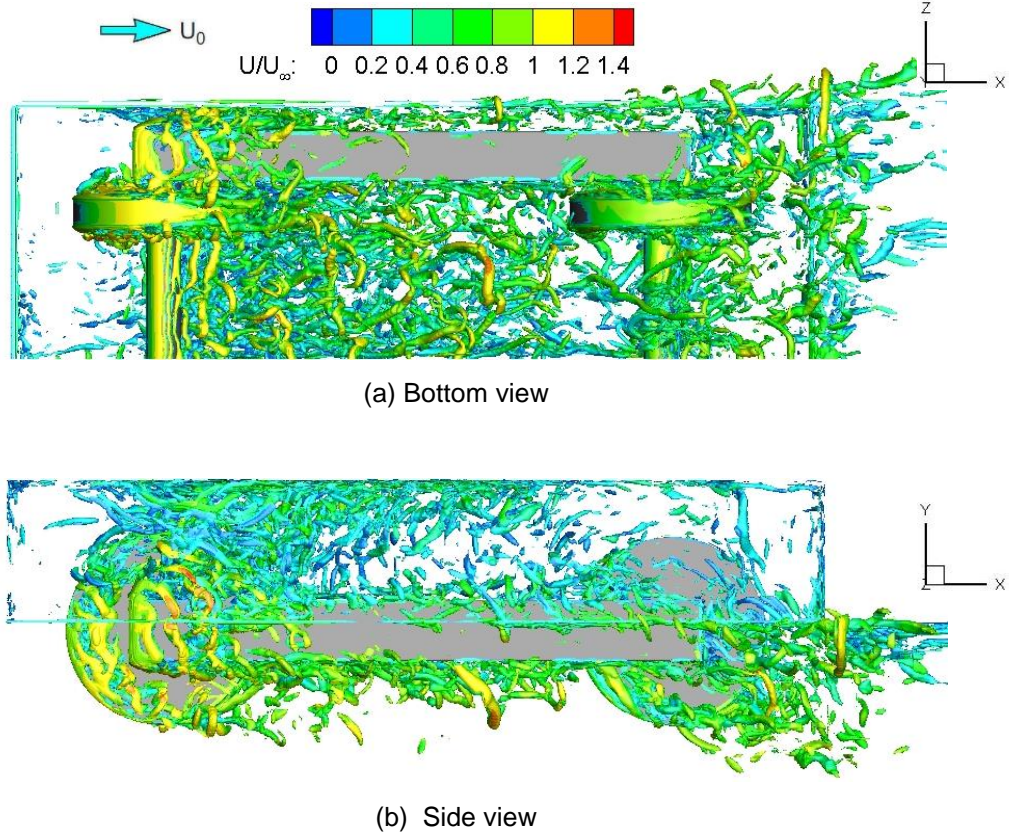 U0
U/U∞: 0 0.2 0.4 0.6 0.8 1 1.2 1.4
Z
Y X
(a) Bottom view
Y
Z X
(b) Side view